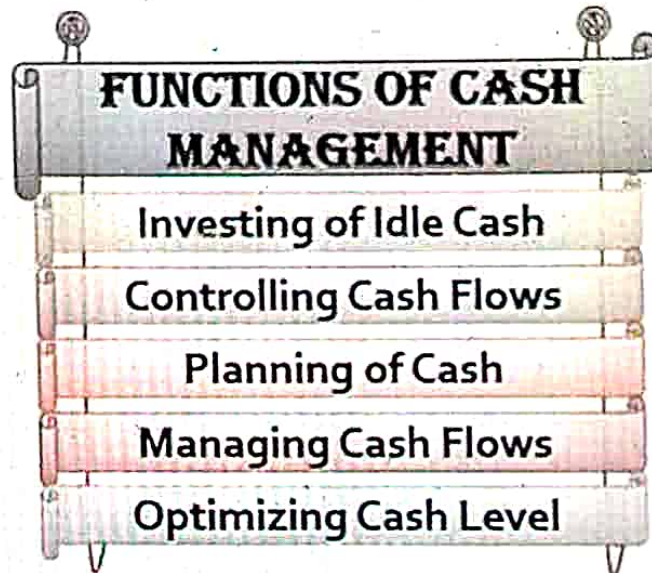 FUNCTIONS OF CASH
MANAGEMENT
Investing of Idle Cash
Controlling Cash Flows
Planning of Cash
Managing Cash Flows
Optimizing Cash Level